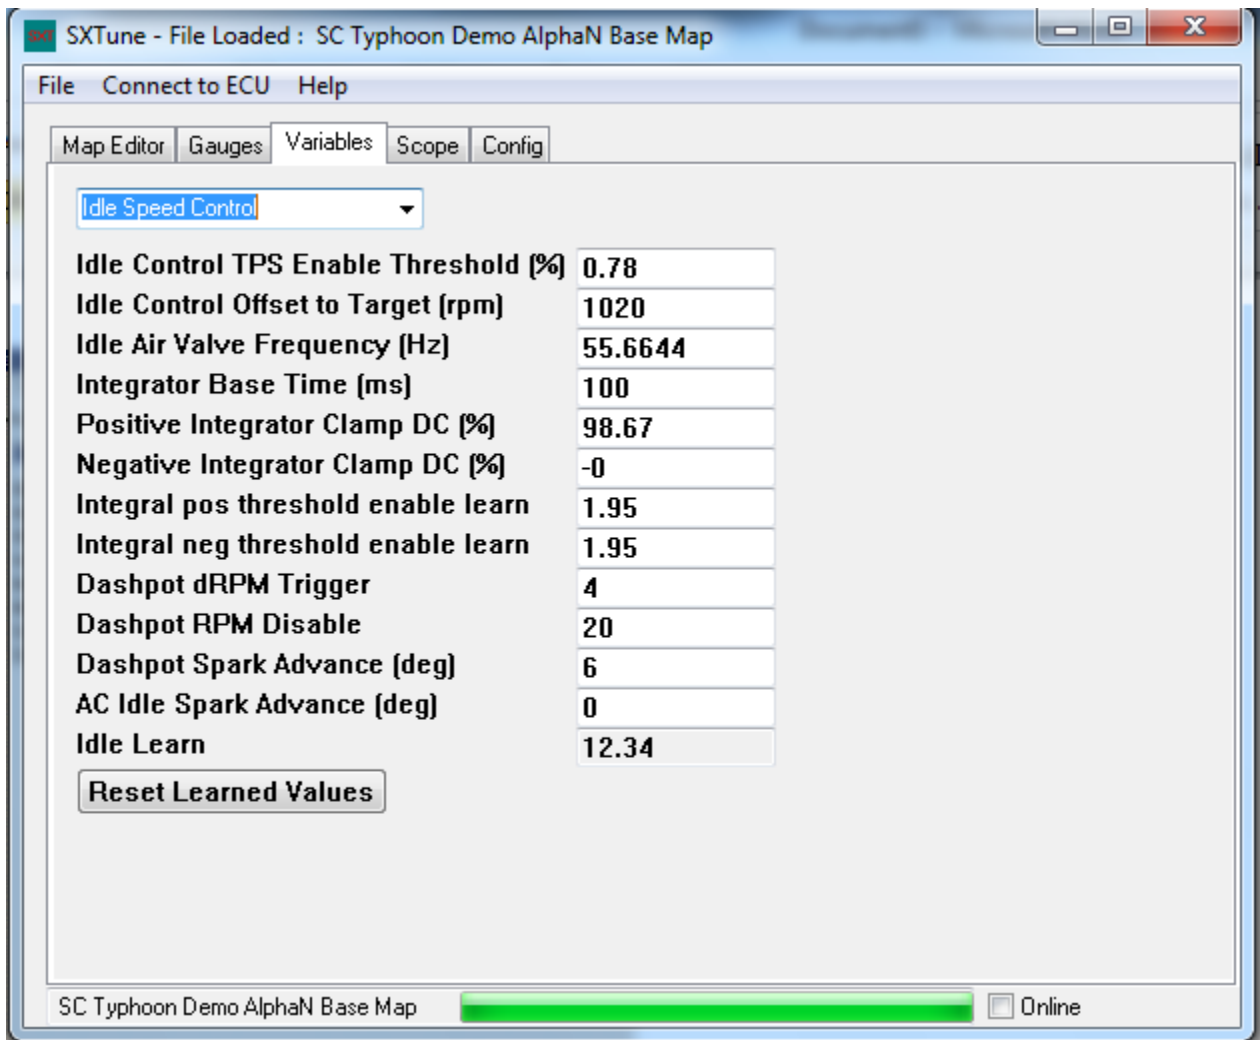 SXT SXTune - File Loaded : SC Typhoon Demo AlphaN Base Map
File Connect to ECU Help
Map Editor Gauges Variables Scope Config
Idle Speed Control
Idle Control TPS Enable Threshold (%) 0.78
Idle Control Offset to Target (rpm) 1020
Idle Air Valve Frequency (Hz) 55.6644
Integrator Base Time (ms) 100
Positive Integrator Clamp DC (%) 98.67
Negative Integrator Clamp DC (%) -0
Integral pos threshold enable learn 1.95
Integral neg threshold enable learn 1.95
Dashpot dRPM Trigger 4
Dashpot RPM Disable 20
Dashpot Spark Advance (deg) 6
AC Idle Spark Advance (deg) 0
Idle Learn 12.34
Reset Learned Values
SC Typhoon Demo AlphaN Base Map Online